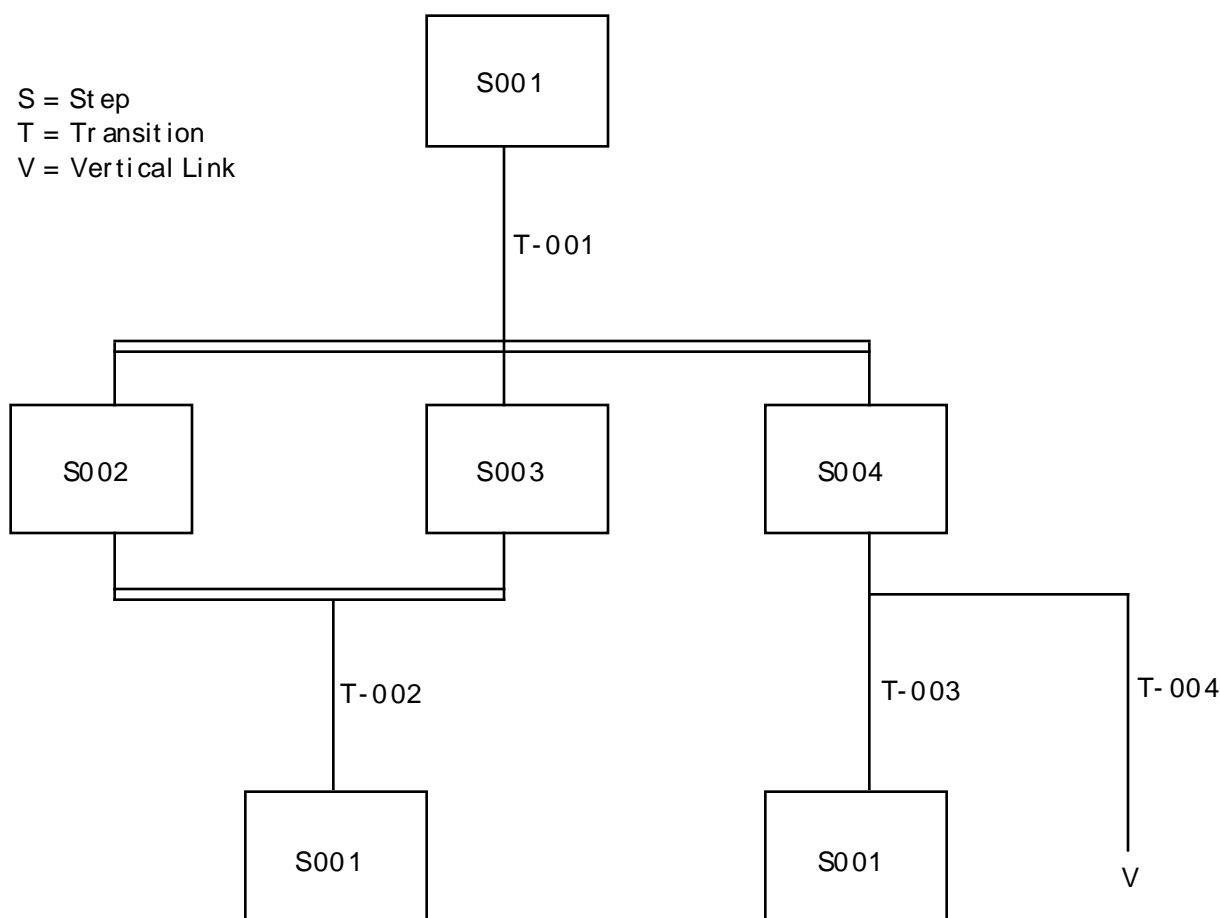 S001
S = Step
T = Transition
V = Vertical Link
T-001
S002
S003
S004
T-002
T-003
T-004
S001
S001
V